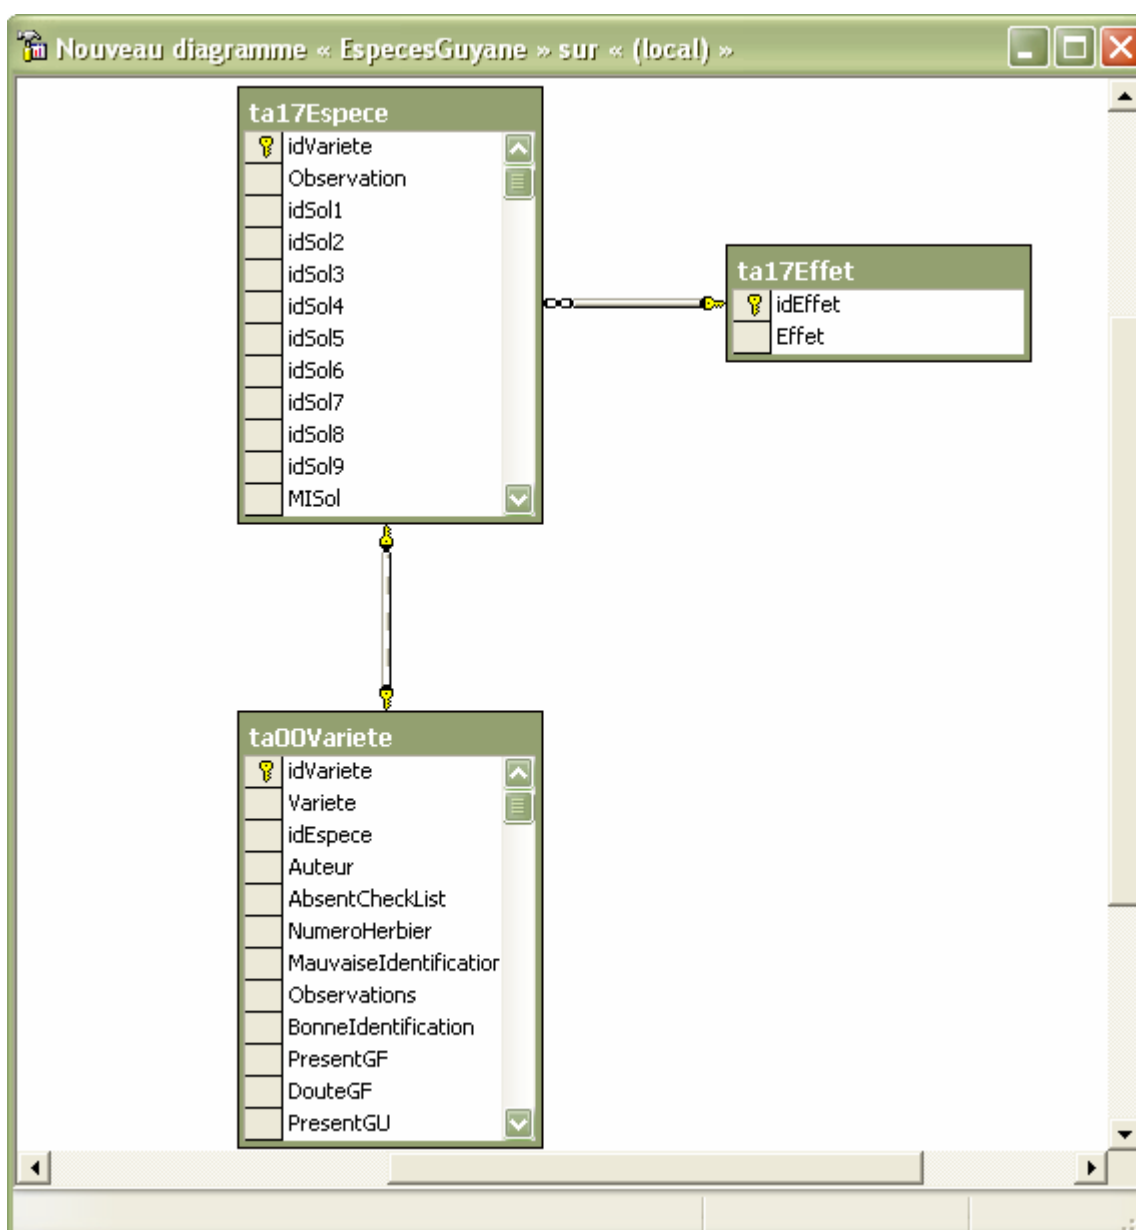 Nouveau diagramme « EspecesGuyane » sur « (local) »
ta17Espece
idVariete
Observation
idSol1
idSol2
idSol3
idSol4
idSol5
idSol6
idSol7
idSol8
idSol9
MISol
ta17Effet
idEffet
Effet
ta00Variete
idVariete
Variete
idEspece
Auteur
AbsentCheckList
NumeroHerbier
MauvaiseIdentification
Observations
BonneIdentification
PresentGF
DouteGF
PresentGU